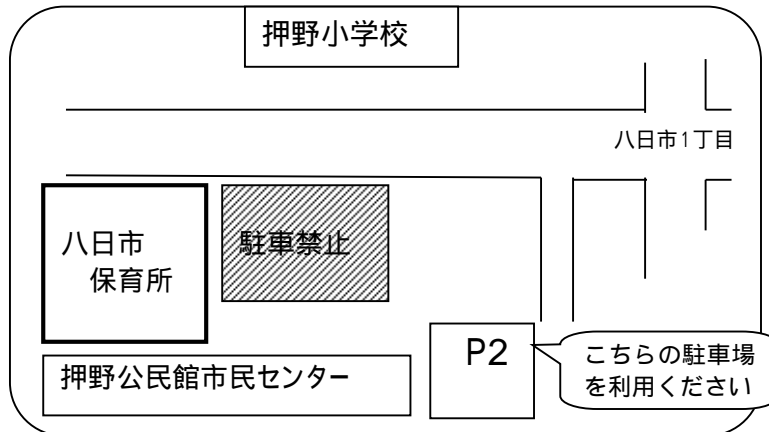 押野小学校
八日市1丁目
八日市
保育所
駐車禁止
P2
こちらの駐車場
を利用ください
押野公民館市民センター